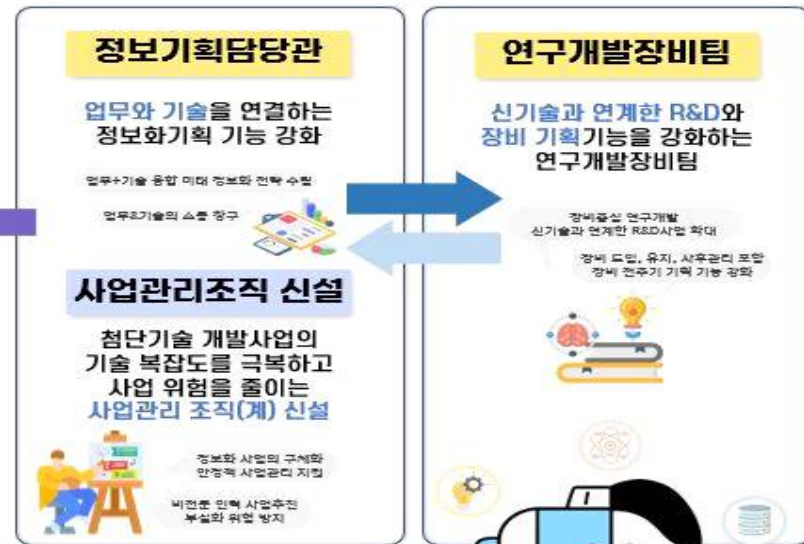 정보기획담당관
업무와 기술을 연결하는
정보화기획 기능 강화
업무+기술 융합 미래 정보화 전략 수립
업무&기술의 소통 창구
사업관리조직 신설
첨단기술 개발사업의
기술 복잡도를 극복하고
사업 위험을 줄이는
사업관리 조직(계) 신설
정보화 사업의 구체화
안정적 사업관리 지원
비전문 인력 사업추진
부실화 위험 방지
연구개발장비팀
신기술과 연계한 R&D와
장비 기획기능을 강화하는
연구개발장비팀
장비중심 연구개발
신기술과 연계한 R&D사업 확대
장비 도입, 유지, 사후관리 포함
장비 전주기 기획 기능 강화